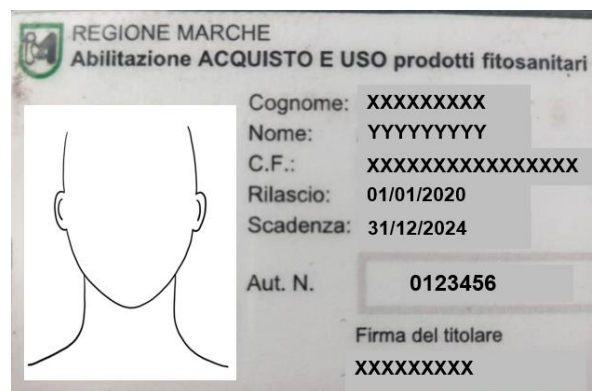 REGIONE MARCHE
Abilitazione ACQUISTO E USO prodotti fitosanitari
Cognome: XXXXXXXXX
Nome: YYYYYYYYY
C.F.: XXXXXXXXXXXXXXXX
Rilascio: 01/01/2020
Scadenza: 31/12/2024
Aut. N. 0123456
Firma del titolare
XXXXXXXXX